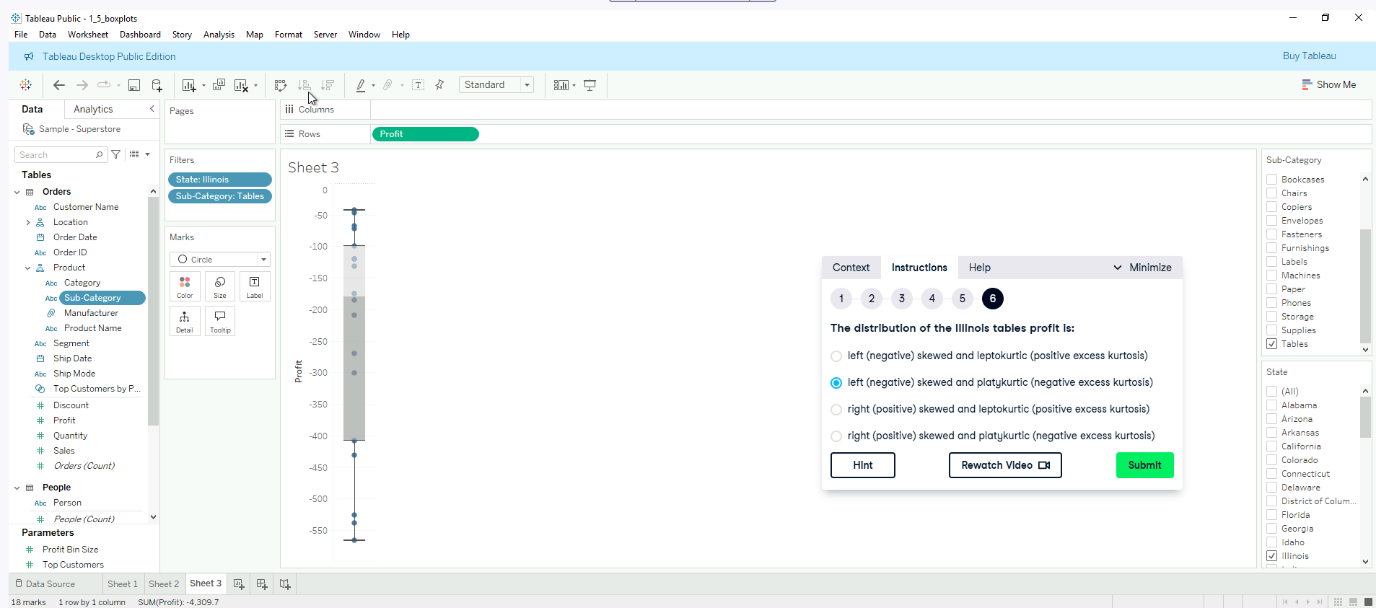 Tableau Public - 1_5_boxplots
File Data Worksheet Dashboard Story Analysis Map Format Server Window Help
Tableau Desktop Public Edition Buy Tableau
Standard Show Me
Data Analytics
Sample - Superstore
Search
Tables
Orders
Abc Customer Name
Location
Order Date
Abc Order ID
Product
Abc Category
Abc Sub-Category
Manufacturer
Abc Product Name
Abc Segment
Ship Date
Abc Ship Mode
Top Customers by P...
# Discount
# Profit
# Quantity
# Sales
# Orders (Count)
People
Abc Person
# People (Count)
Parameters
# Profit Bin Size
# Top Customers
Pages
Filters
State: Illinois
Sub-Category: Tables
Marks
Circle
Color Size Label
Detail Tooltip
Columns
Rows Profit
Sheet 3
0
-50
-100
-150
-200
-250
-300
-350
-400
-450
-500
-550
Profit
Context Instructions Help Minimize
1 2 3 4 5 6
The distribution of the Illinois tables profit is:
left (negative) skewed and leptokurtic (positive excess kurtosis)
left (negative) skewed and platykurtic (negative excess kurtosis)
right (positive) skewed and leptokurtic (positive excess kurtosis)
right (positive) skewed and platykurtic (negative excess kurtosis)
Hint Rewatch Video Submit
Sub-Category
Bookcases
Chairs
Copiers
Envelopes
Fasteners
Furnishings
Labels
Machines
Paper
Phones
Storage
Supplies
Tables
State
(All)
Alabama
Arizona
Arkansas
California
Colorado
Connecticut
Delaware
District of Colum...
Florida
Georgia
Idaho
Illinois
Data Source Sheet 1 Sheet 2 Sheet 3
18 marks 1 row by 1 column SUM(Profit): -4,309.7